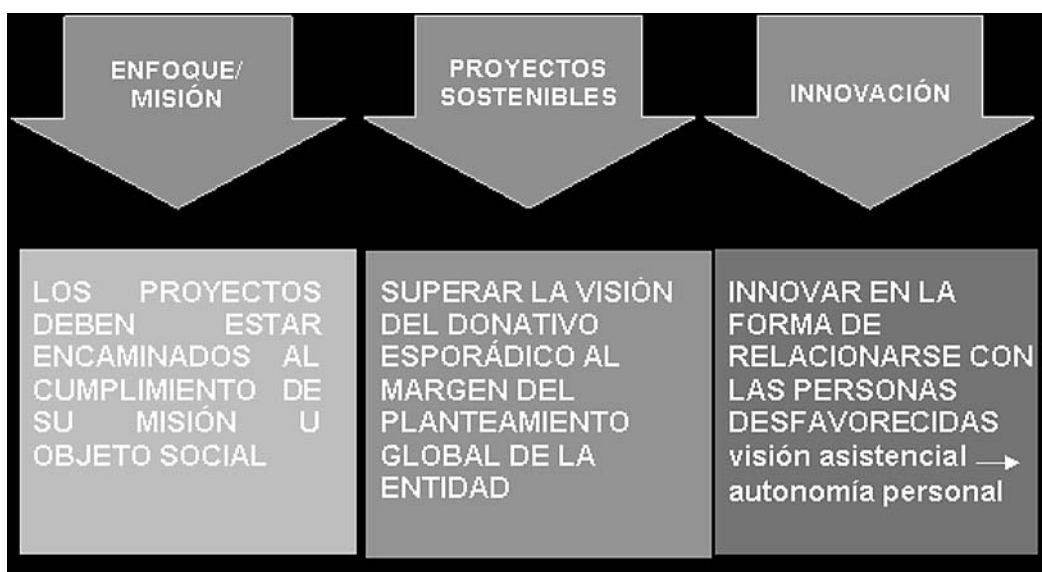 ENFOQUE/
MISIÓN
PROYECTOS
SOSTENIBLES
INNOVACIÓN
LOS PROYECTOS
DEBEN ESTAR
ENCAMINADOS AL
CUMPLIMIENTO DE
SU MISIÓN U
OBJETO SOCIAL
SUPERAR LA VISIÓN
DEL DONATIVO
ESPORÁDICO AL
MARGEN DEL
PLANTEAMIENTO
GLOBAL DE LA
ENTIDAD
INNOVAR EN LA
FORMA DE
RELACIONARSE CON
LAS PERSONAS
DESFAVORECIDAS
visión asistencial →
autonomía personal